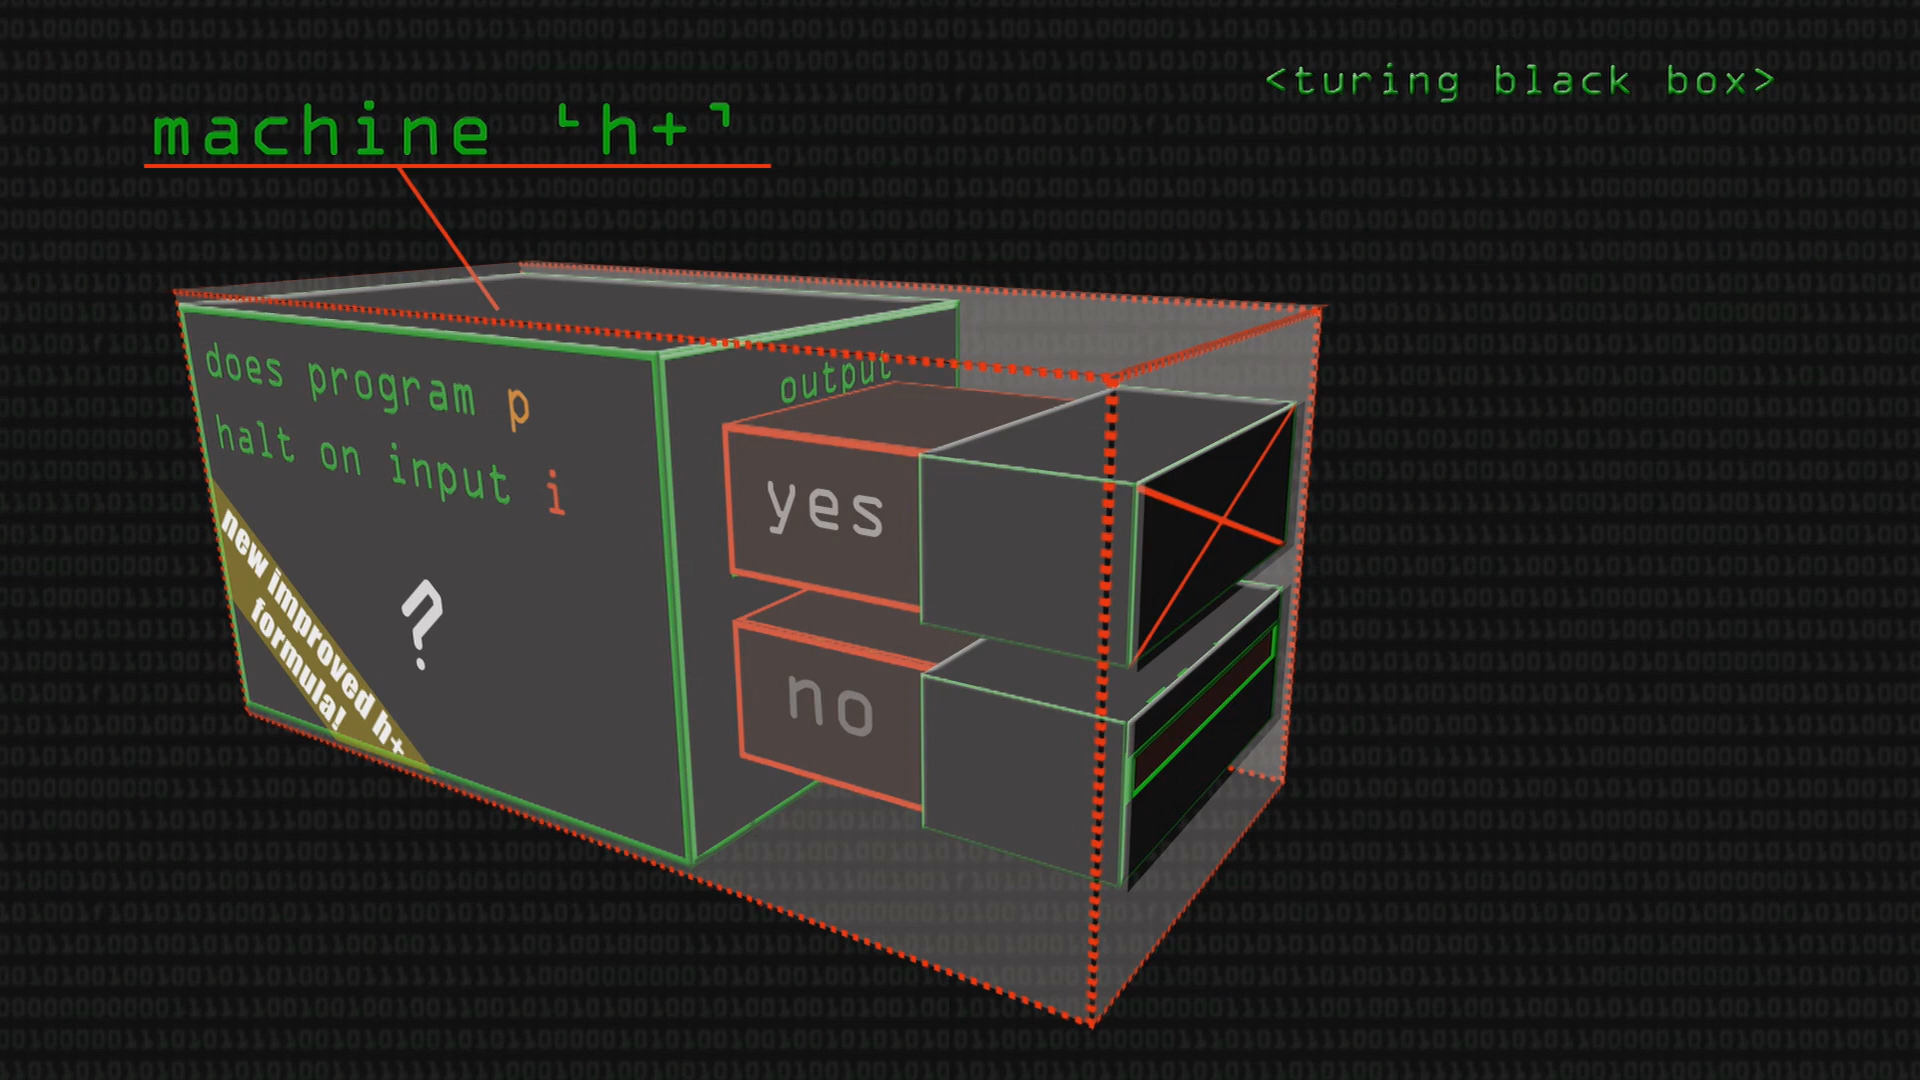 <turing black box>
machine ⌞h+⌝
does program p
halt on input i
output
yes
no
?
new improved h+
formula!